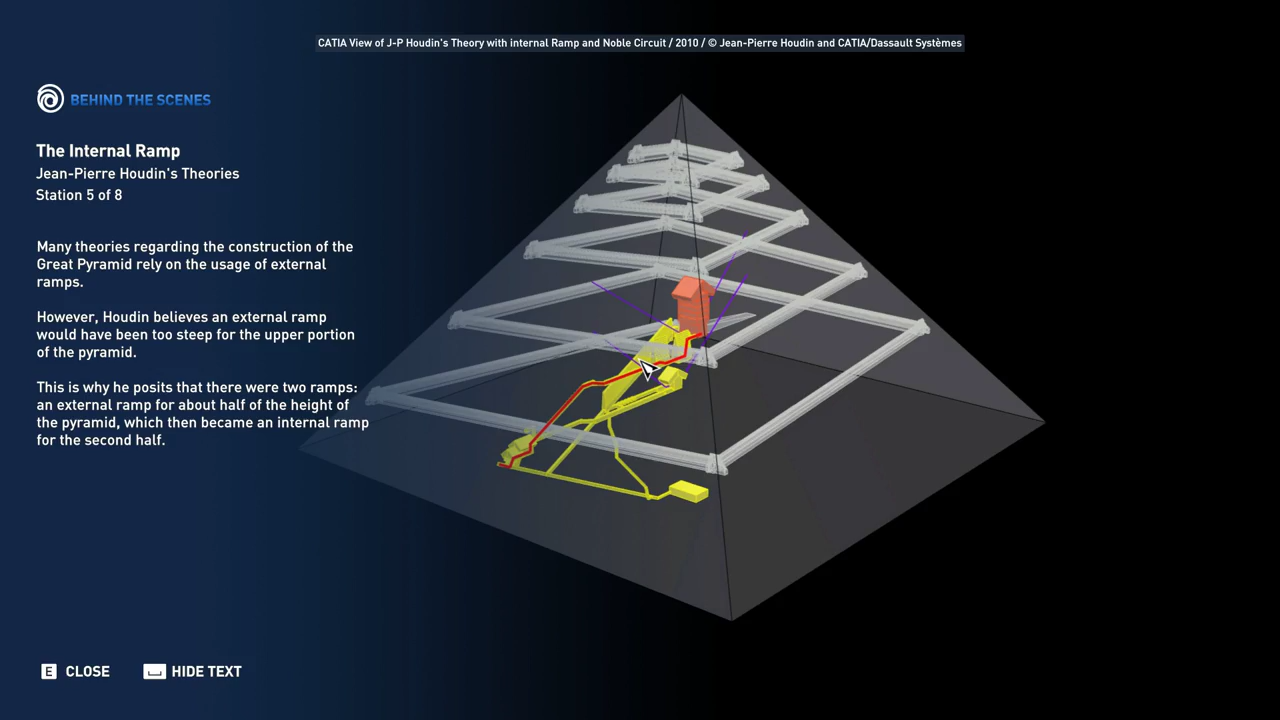 CATIA View of J-P Houdin's Theory with internal Ramp and Noble Circuit / 2010 / © Jean-Pierre Houdin and CATIA/Dassault Systèmes
BEHIND THE SCENES
The Internal Ramp
Jean-Pierre Houdin's Theories
Station 5 of 8
Many theories regarding the construction of the
Great Pyramid rely on the usage of external
ramps.
However, Houdin believes an external ramp
would have been too steep for the upper portion
of the pyramid.
This is why he posits that there were two ramps:
an external ramp for about half of the height of
the pyramid, which then became an internal ramp
for the second half.
E CLOSE HIDE TEXT